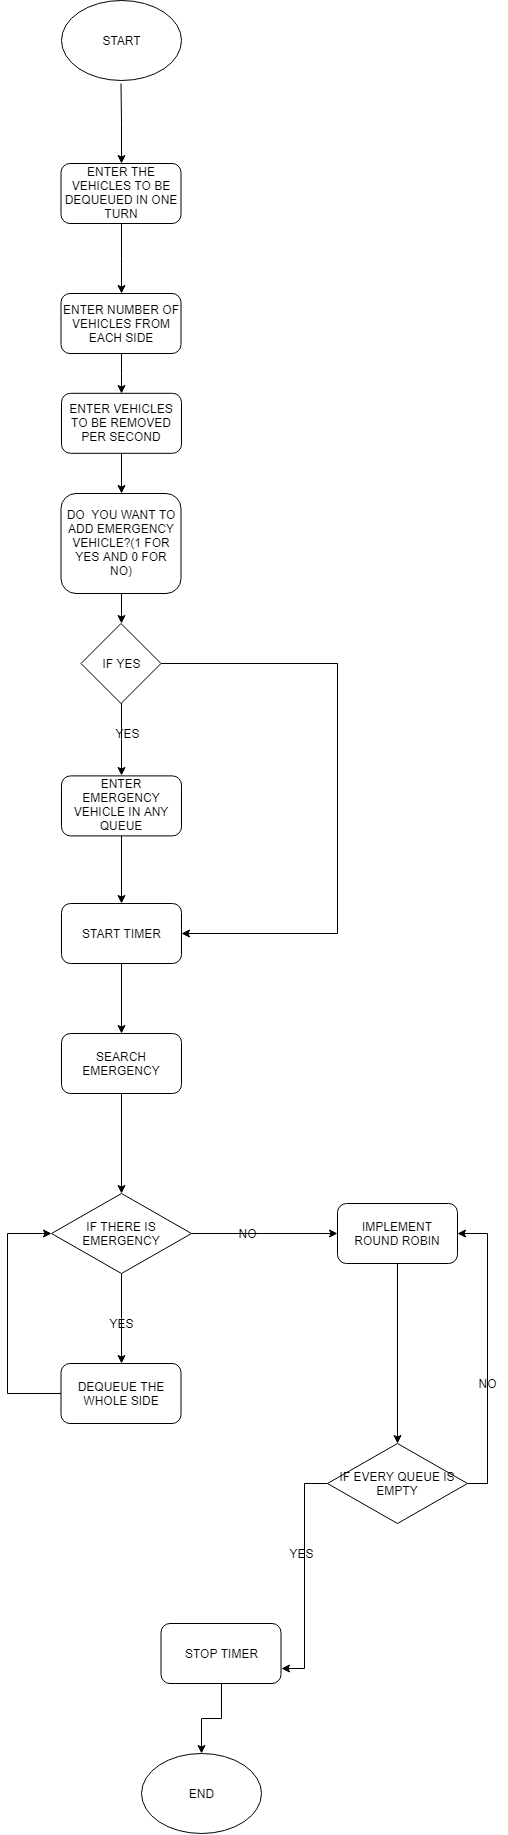 START
ENTER THE
VEHICLES TO BE
DEQUEUED IN ONE
TURN
ENTER NUMBER OF
VEHICLES FROM
EACH SIDE
ENTER VEHICLES
TO BE REMOVED
PER SECOND
DO  YOU WANT TO
ADD EMERGENCY
VEHICLE?(1 FOR
YES AND 0 FOR
NO)
IF YES
YES
ENTER
EMERGENCY
VEHICLE IN ANY
QUEUE
START TIMER
SEARCH
EMERGENCY
IF THERE IS
EMERGENCY
NO
IMPLEMENT
ROUND ROBIN
YES
DEQUEUE THE
WHOLE SIDE
NO
IF EVERY QUEUE IS
EMPTY
YES
STOP TIMER
END